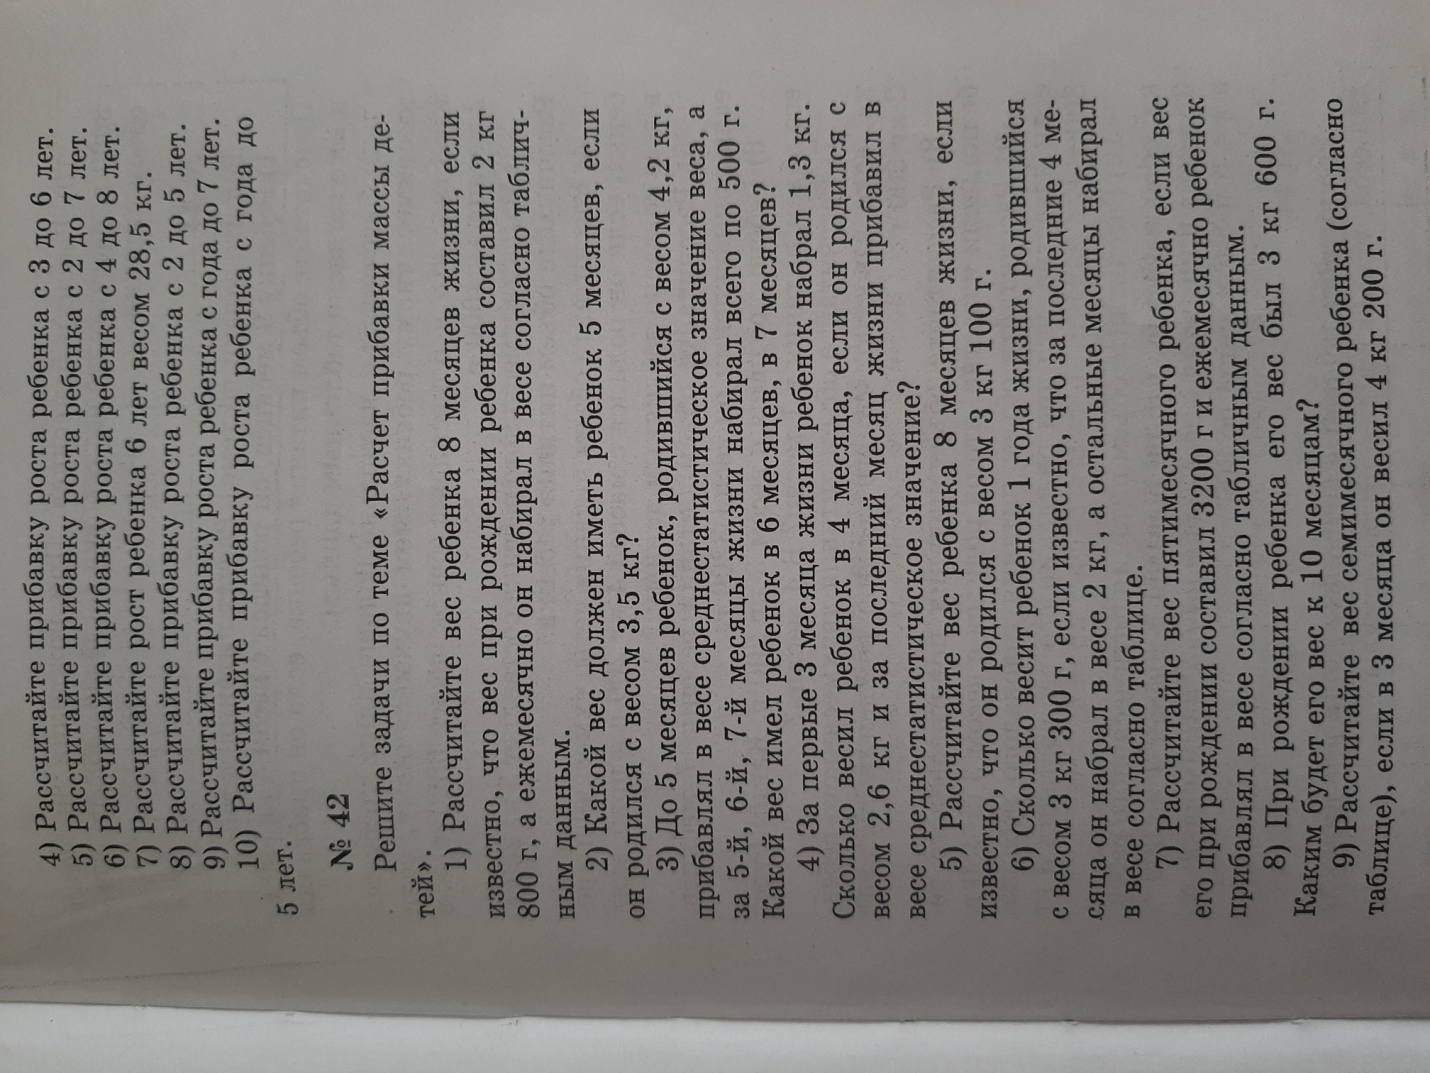 4) Рассчитайте прибавку роста ребенка с 3 до 6 лет.
5) Рассчитайте прибавку роста ребенка с 2 до 7 лет.
6) Рассчитайте прибавку роста ребенка с 4 до 8 лет.
7) Рассчитайте рост ребенка 6 лет весом 28,5 кг.
8) Рассчитайте прибавку роста ребенка с 2 до 5 лет.
9) Рассчитайте прибавку роста ребенка с года до 7 лет.
10) Рассчитайте прибавку роста ребенка с года до
5 лет.
№ 42
Решите задачи по теме «Расчет прибавки массы де-
тей».
1) Рассчитайте вес ребенка 8 месяцев жизни, если
известно, что вес при рождении ребенка составил 2 кг
800 г, а ежемесячно он набирал в весе согласно таблич-
ным данным.
2) Какой вес должен иметь ребенок 5 месяцев, если
он родился с весом 3,5 кг?
3) До 5 месяцев ребенок, родившийся с весом 4,2 кг,
прибавлял в весе среднестатистическое значение веса, а
за 5-й, 6-й, 7-й месяцы жизни набирал всего по 500 г.
Какой вес имел ребенок в 6 месяцев, в 7 месяцев?
4) За первые 3 месяца жизни ребенок набрал 1,3 кг.
Сколько весил ребенок в 4 месяца, если он родился с
весом 2,6 кг и за последний месяц жизни прибавил в
весе среднестатистическое значение?
5) Рассчитайте вес ребенка 8 месяцев жизни, если
известно, что он родился с весом 3 кг 100 г.
6) Сколько весит ребенок 1 года жизни, родившийся
с весом 3 кг 300 г, если известно, что за последние 4 ме-
сяца он набрал в весе 2 кг, а остальные месяцы набирал
в весе согласно таблице.
7) Рассчитайте вес пятимесячного ребенка, если вес
его при рождении составил 3200 г и ежемесячно ребенок
прибавлял в весе согласно табличным данным.
8) При рождении ребенка его вес был 3 кг 600 г.
Каким будет его вес к 10 месяцам?
9) Рассчитайте вес семимесячного ребенка (согласно
таблице), если в 3 месяца он весил 4 кг 200 г.